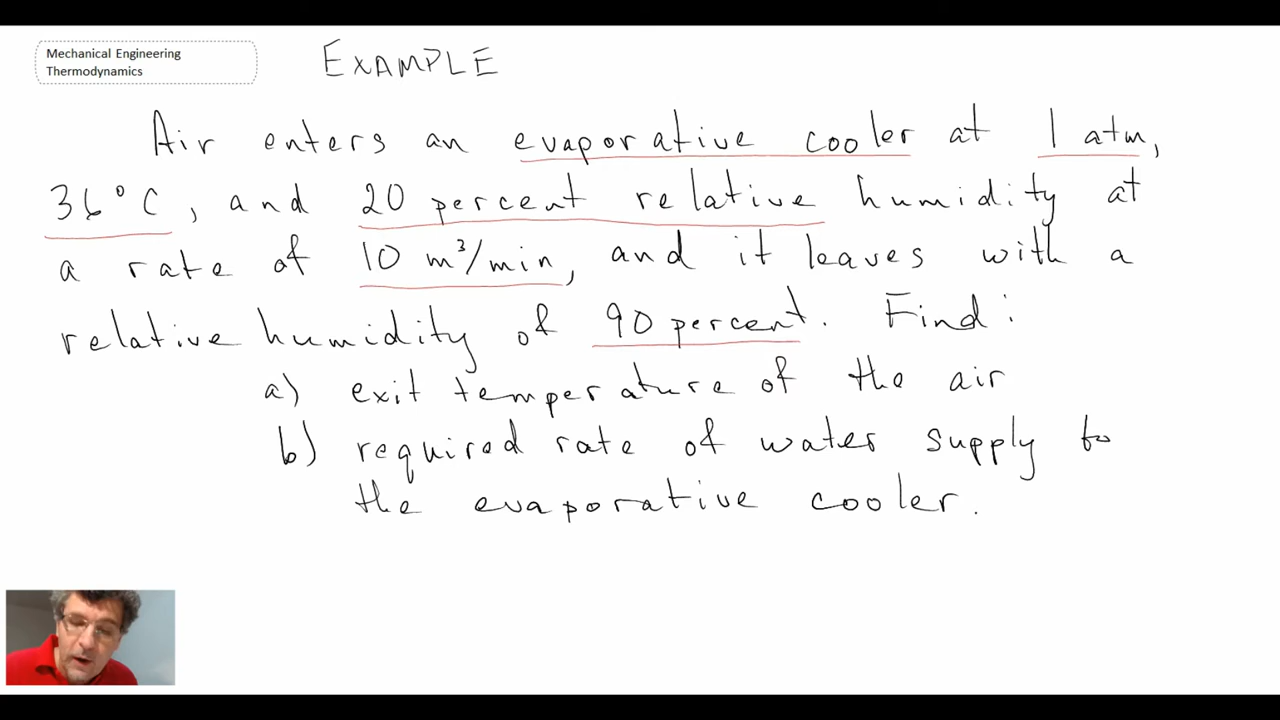 Mechanical Engineering
Thermodynamics
EXAMPLE
Air enters an evaporative cooler at 1 atm,
36°C, and 20 percent relative humidity at
a rate of 10 m³/min, and it leaves with a
relative humidity of 90 percent. Find:
a) exit temperature of the air
b) required rate of water supply to
the evaporative cooler.